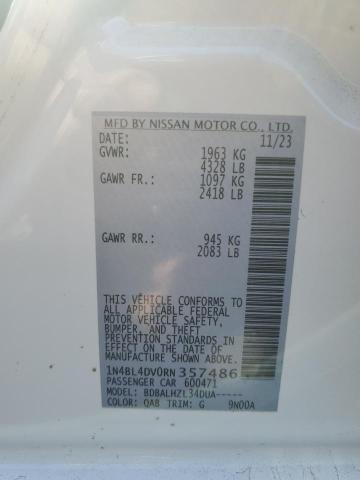 MFD BY NISSAN MOTOR CO., LTD.
DATE: 11/23
GVWR: 1963 KG
4328 LB
GAWR FR.: 1097 KG
2418 LB
GAWR RR.: 945 KG
2083 LB
THIS VEHICLE CONFORMS TO
ALL APPLICABLE FEDERAL
MOTOR VEHICLE SAFETY,
BUMPER, AND THEFT
PREVENTION STANDARDS IN
EFFECT ON THE DATE OF
MANUFACTURE SHOWN ABOVE.
1N4BL4DV0RN357486
PASSENGER CAR 600471
MODEL: BDBALHZL34DUA-----
COLOR: QAB TRIM: G 9N00A